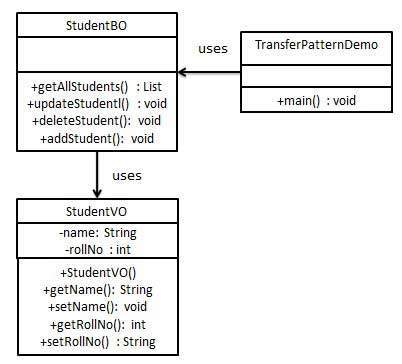 StudentBO
+getAllStudents() : List
+updateStudentl() : void
+deleteStudent(): void
+addStudent(): void
uses
TransferPatternDemo
+main() : void
uses
StudentVO
-name: String
-rollNo : int
+StudentVO()
+getName(): String
+setName(): void
+getRollNo(): int
+setRollNo() : String